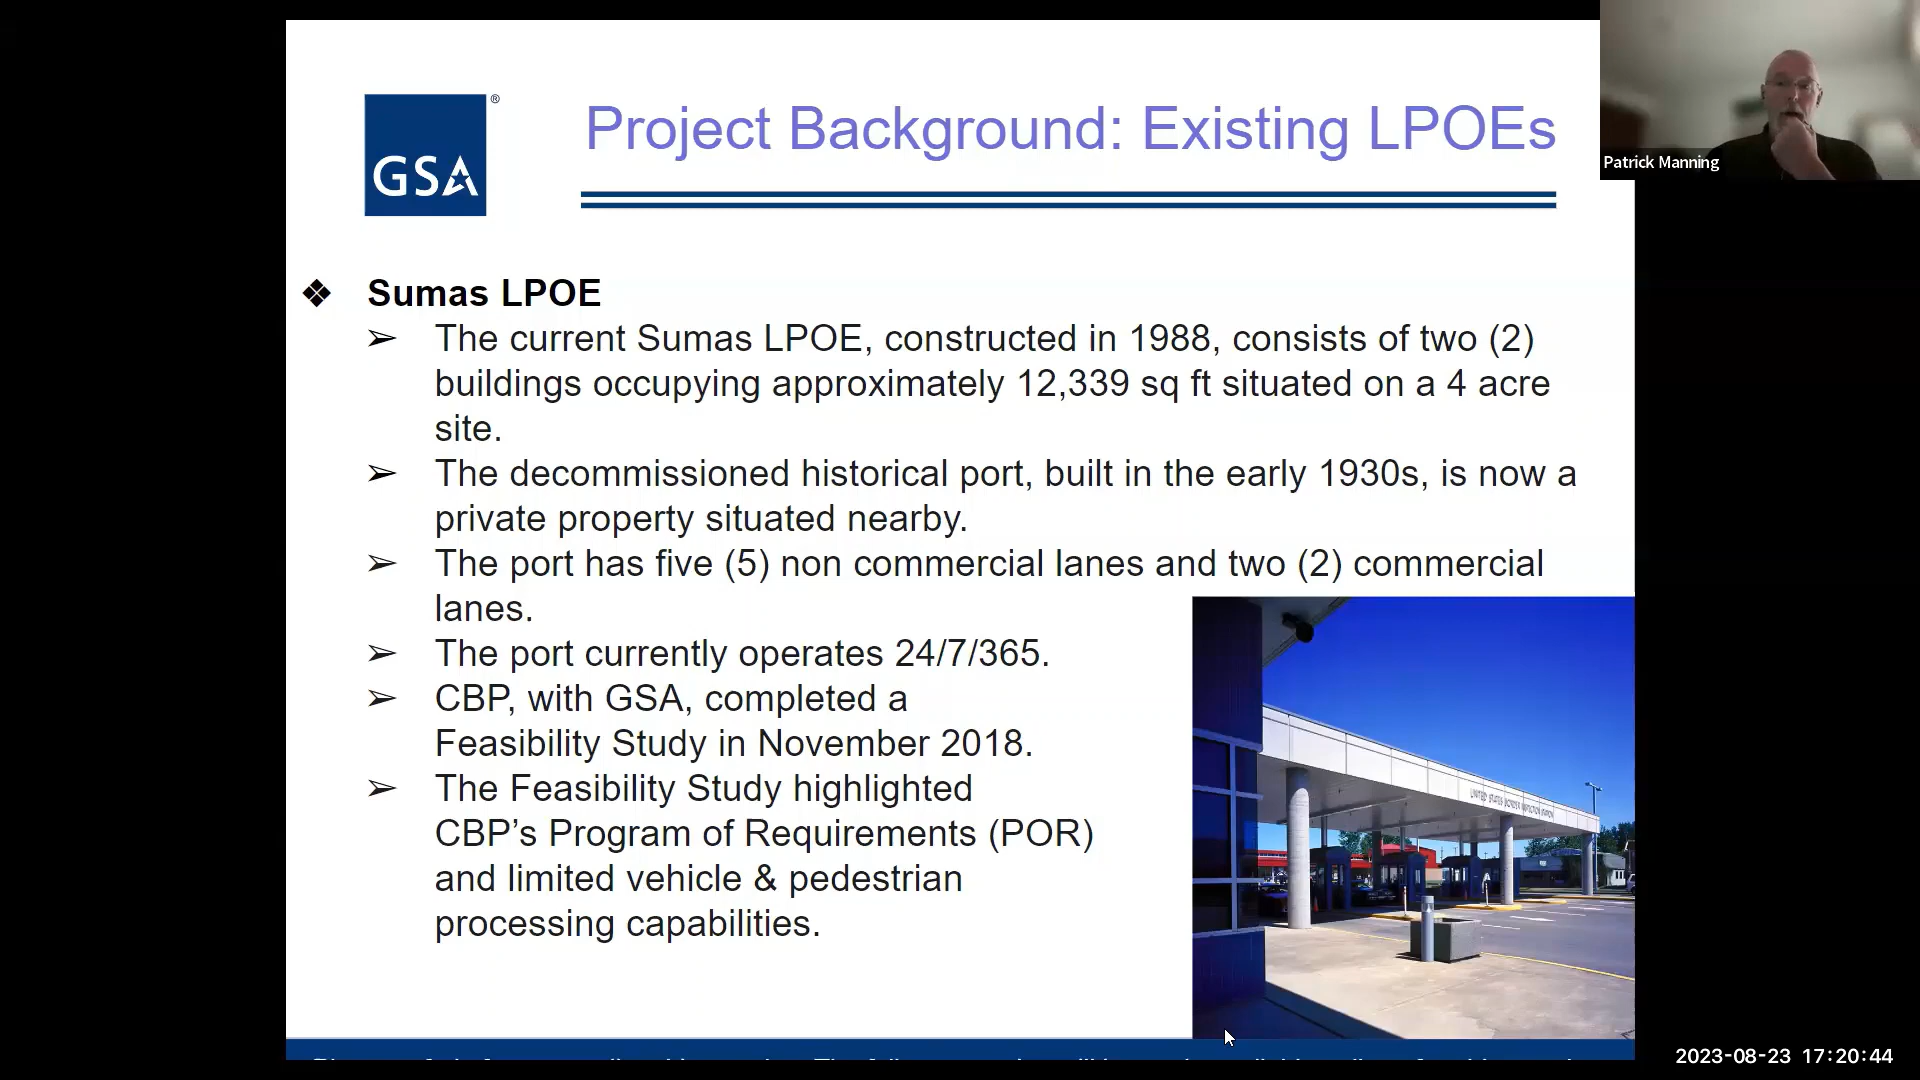 GSA
®
Project Background: Existing LPOEs
Patrick Manning
❖ Sumas LPOE
➢ The current Sumas LPOE, constructed in 1988, consists of two (2)
buildings occupying approximately 12,339 sq ft situated on a 4 acre
site.
➢ The decommissioned historical port, built in the early 1930s, is now a
private property situated nearby.
➢ The port has five (5) non commercial lanes and two (2) commercial
lanes.
➢ The port currently operates 24/7/365.
➢ CBP, with GSA, completed a
Feasibility Study in November 2018.
➢ The Feasibility Study highlighted
CBP’s Program of Requirements (POR)
and limited vehicle & pedestrian
processing capabilities.
UNITED STATES BORDER INSPECTION STATION
2023-08-23 17:20:44